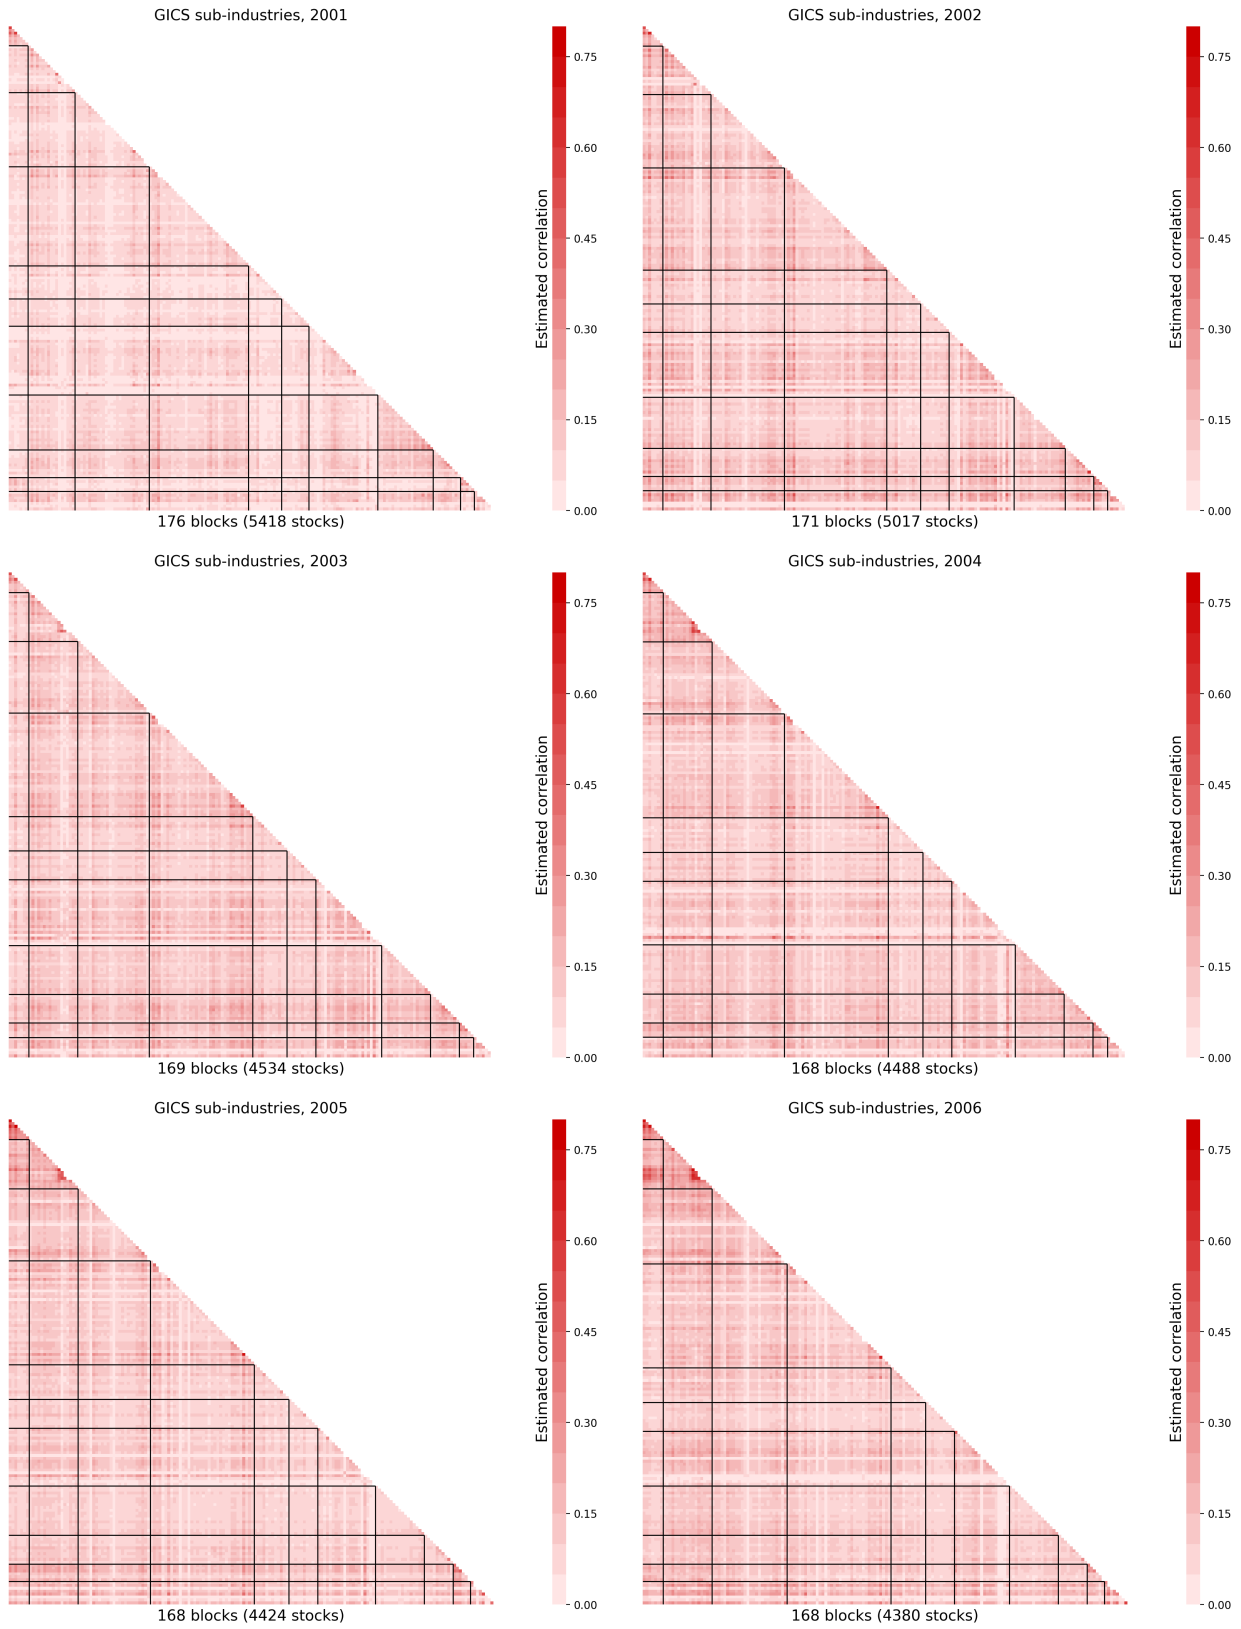 GICS sub-industries, 2001
0.75
0.60
0.45
0.30
0.15
0.00
Estimated correlation
176 blocks (5418 stocks)
GICS sub-industries, 2002
0.75
0.60
0.45
0.30
0.15
0.00
Estimated correlation
171 blocks (5017 stocks)
GICS sub-industries, 2003
0.75
0.60
0.45
0.30
0.15
0.00
Estimated correlation
169 blocks (4534 stocks)
GICS sub-industries, 2004
0.75
0.60
0.45
0.30
0.15
0.00
Estimated correlation
168 blocks (4488 stocks)
GICS sub-industries, 2005
0.75
0.60
0.45
0.30
0.15
0.00
Estimated correlation
168 blocks (4424 stocks)
GICS sub-industries, 2006
0.75
0.60
0.45
0.30
0.15
0.00
Estimated correlation
168 blocks (4380 stocks)